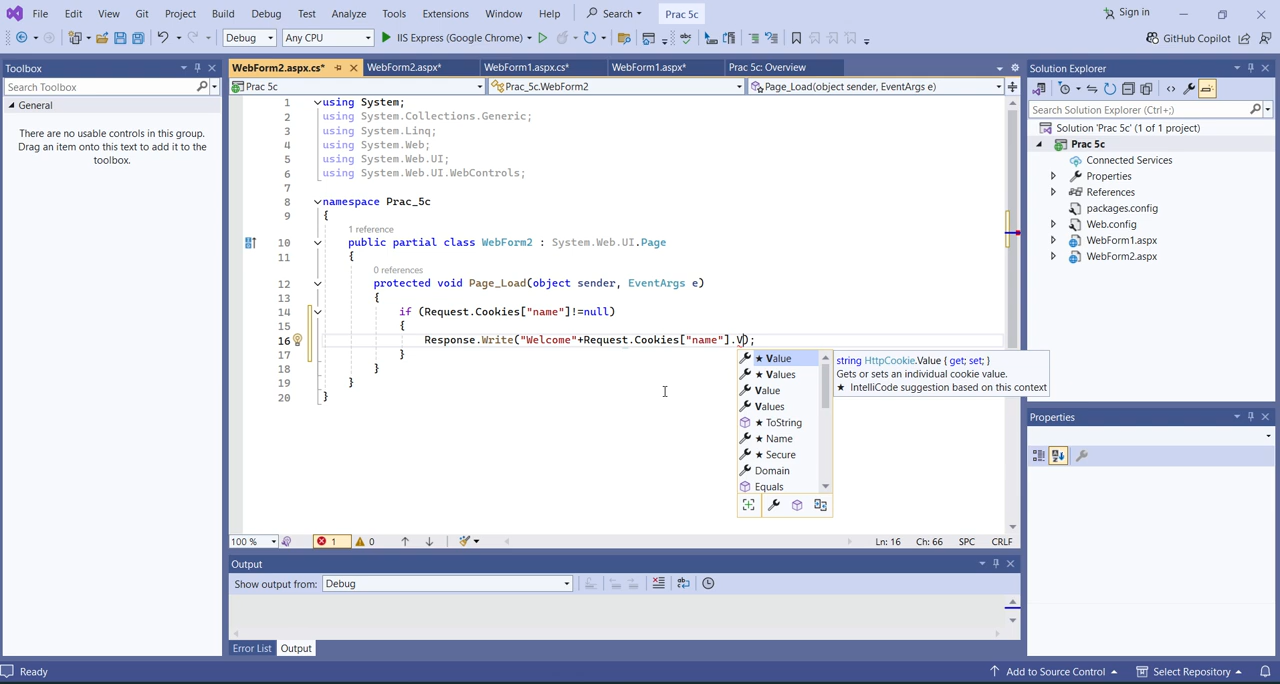 File Edit View Git Project Build Debug Test Analyze Tools Extensions Window Help Search Prac 5c Sign in
Debug Any CPU IIS Express (Google Chrome) GitHub Copilot
Toolbox
Search Toolbox
General
There are no usable controls in this group.
Drag an item onto this text to add it to the
toolbox.
WebForm2.aspx.cs* WebForm2.aspx* WebForm1.aspx.cs* WebForm1.aspx* Prac 5c: Overview
Prac 5c Prac_5c.WebForm2 Page_Load(object sender, EventArgs e)
1 using System;
2 using System.Collections.Generic;
3 using System.Linq;
4 using System.Web;
5 using System.Web.UI;
6 using System.Web.UI.WebControls;
7
8 namespace Prac_5c
9 {
1 reference
10 public partial class WebForm2 : System.Web.UI.Page
11 {
0 references
12 protected void Page_Load(object sender, EventArgs e)
13 {
14 if (Request.Cookies["name"]!=null)
15 {
16 Response.Write("Welcome"+Request.Cookies["name"].V);
17 }
18 }
19 }
20 }
★ Value
★ Values
Value
Values
★ ToString
★ Name
★ Secure
Domain
Equals
string HttpCookie.Value { get; set; }
Gets or sets an individual cookie value.
★ IntelliCode suggestion based on this context
100 % 1 0 Ln: 16 Ch: 66 SPC CRLF
Output
Show output from: Debug
Error List Output
Solution Explorer
Search Solution Explorer (Ctrl+;)
Solution 'Prac 5c' (1 of 1 project)
Prac 5c
Connected Services
Properties
References
packages.config
Web.config
WebForm1.aspx
WebForm2.aspx
Properties
Ready Add to Source Control Select Repository